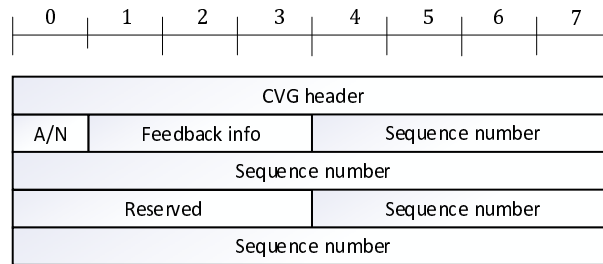 0 1 2 3 4 5 6 7
CVG header
A/N Feedback info Sequence number
Sequence number
Reserved Sequence number
Sequence number